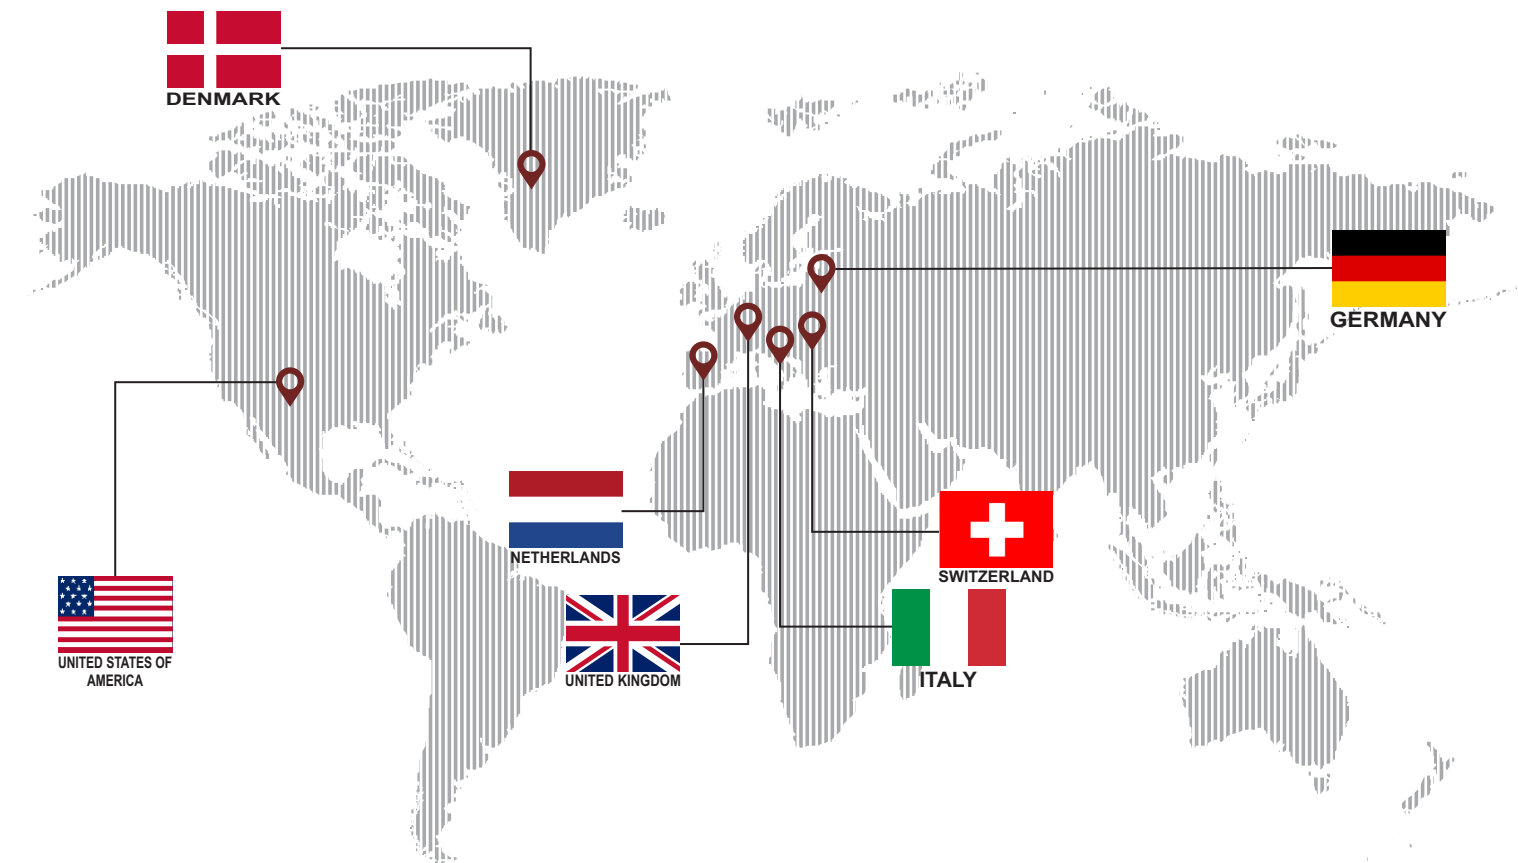 DENMARK
GERMANY
NETHERLANDS
SWITZERLAND
UNITED STATES OF
AMERICA
UNITED KINGDOM
ITALY